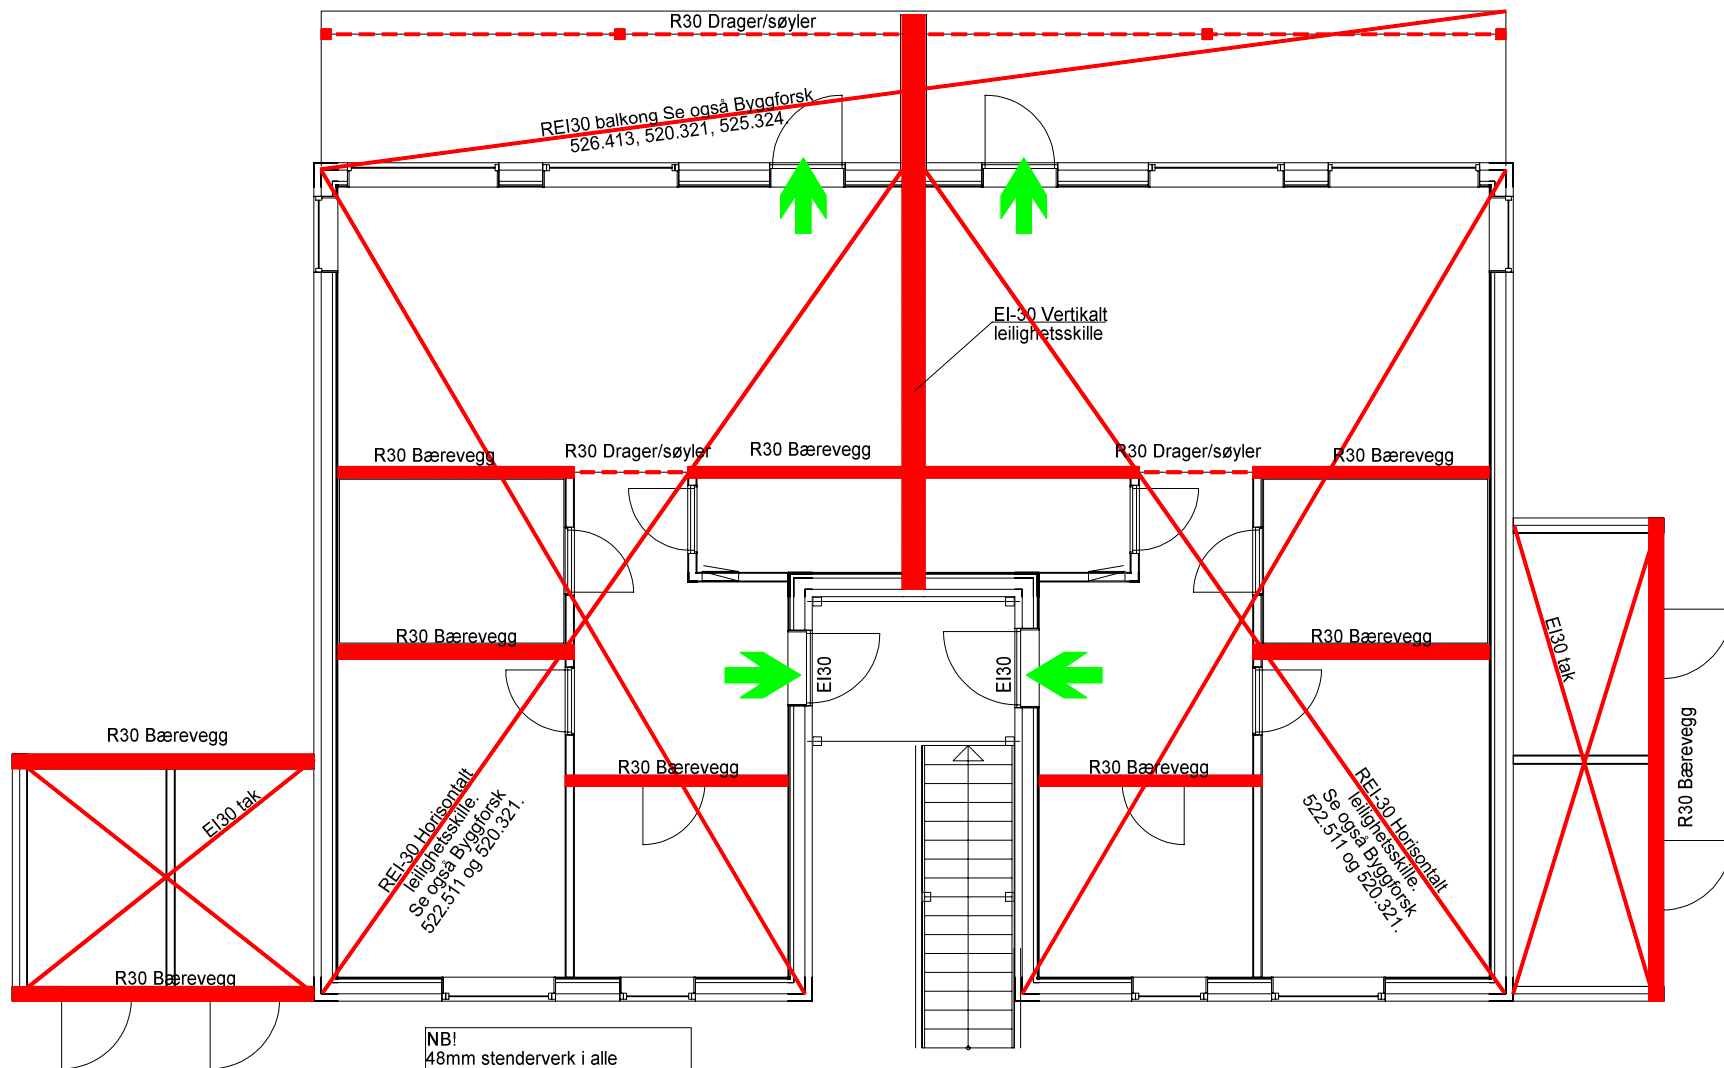 R30 Drager/søyler
REI30 balkong Se også Byggforsk
526.413, 520.321, 525.324.
EI-30 Vertikalt
leilighetsskille
R30 Bærevegg
R30 Drager/søyler
R30 Bærevegg
R30 Drager/søyler
R30 Bærevegg
R30 Bærevegg
EI30
EI30
R30 Bærevegg
EI30 tak
R30 Bærevegg
R30 Bærevegg
R30 Bærevegg
R30 Bærevegg
EI30 tak
REI-30 Horisontalt
leilighetsskille.
Se også Byggforsk
522.511 og 520.321.
REI-30 Horisontalt
leilighetsskille.
Se også Byggforsk
522.511 og 520.321.
R30 Bærevegg
R30 Bærevegg
NB!
48mm stenderverk i alle